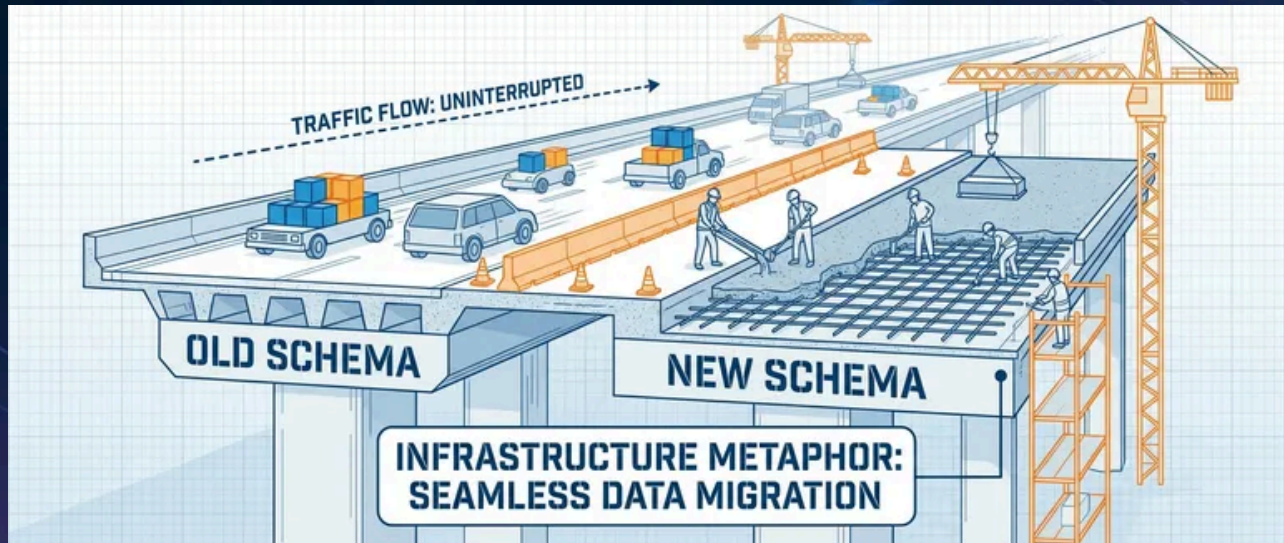 TRAFFIC FLOW: UNINTERRUPTED
OLD SCHEMA
NEW SCHEMA
INFRASTRUCTURE METAPHOR:
SEAMLESS DATA MIGRATION